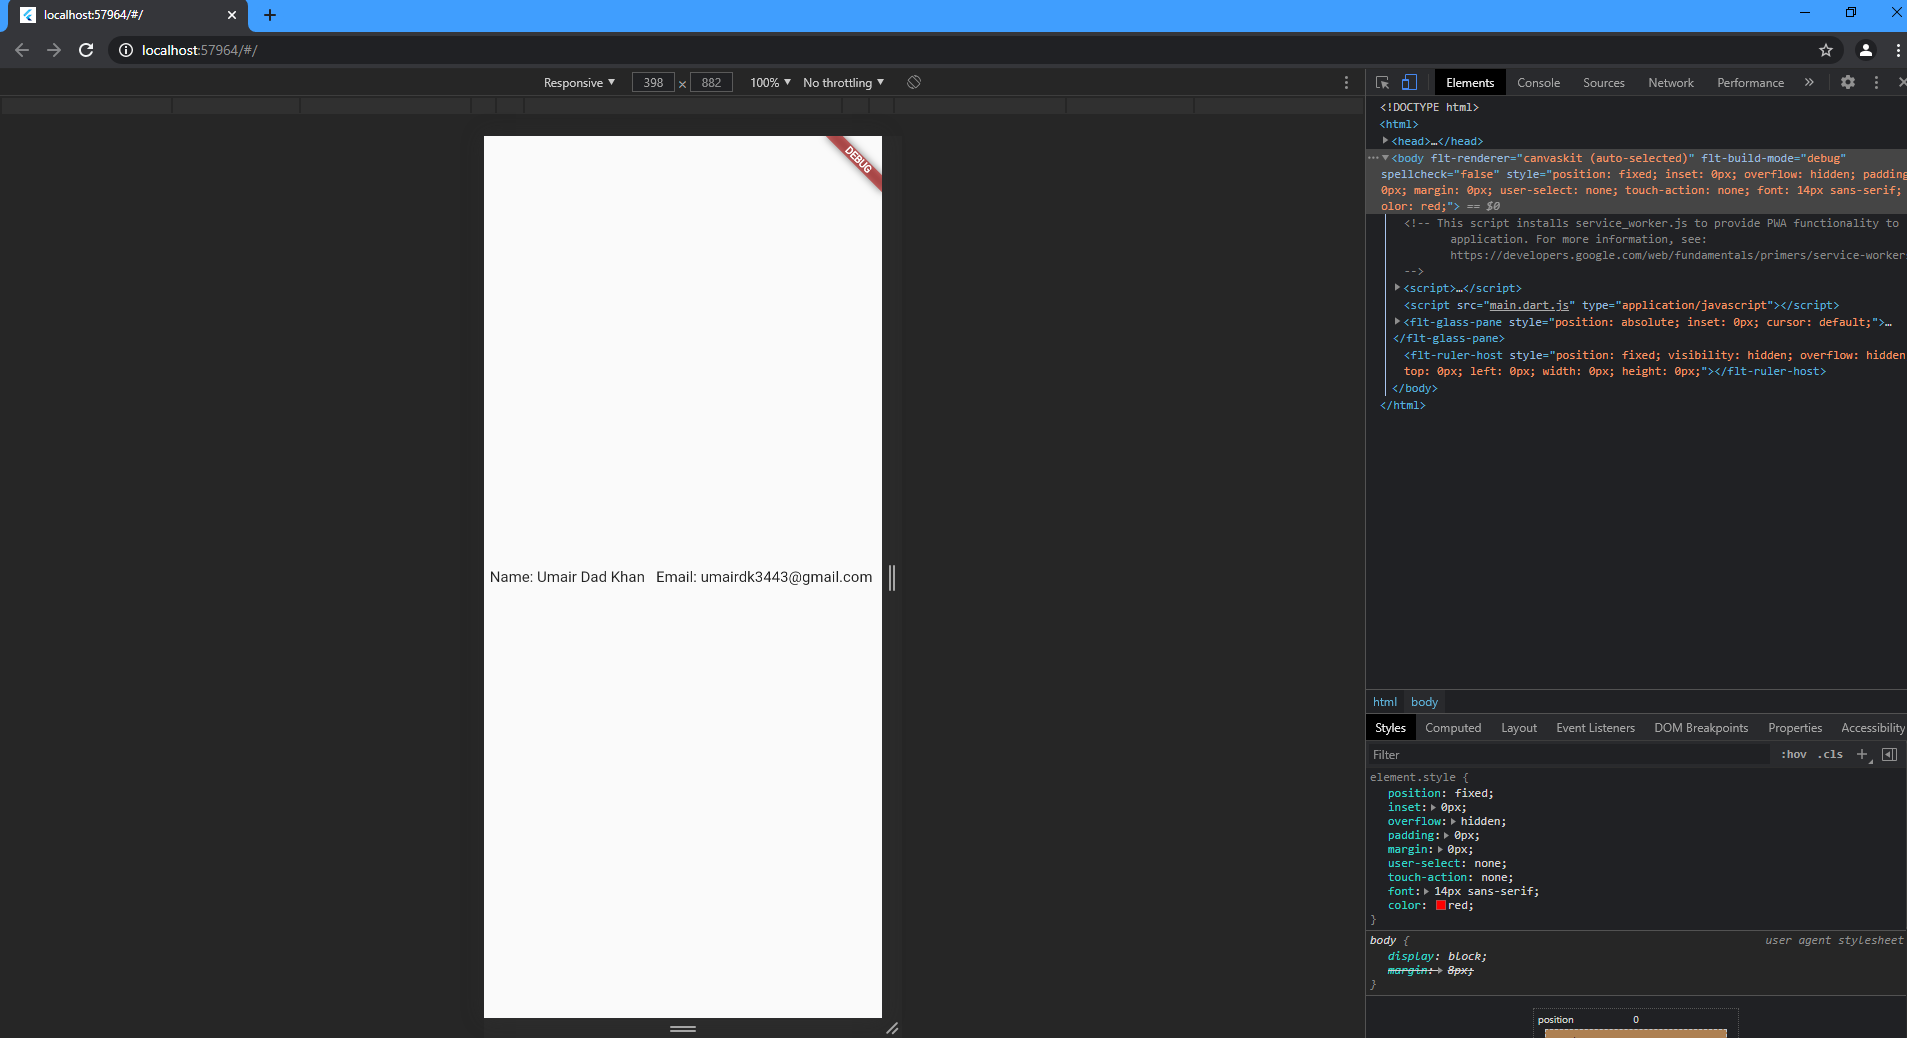 localhost:57964/#/
localhost:57964/#/
Responsive 398 × 882 100% No throttling
Elements Console Sources Network Performance »
<!DOCTYPE html>
<html>
<head>…</head>
<body flt-renderer="canvaskit (auto-selected)" flt-build-mode="debug"
spellcheck="false" style="position: fixed; inset: 0px; overflow: hidden; padding
0px; margin: 0px; user-select: none; touch-action: none; font: 14px sans-serif;
olor: red;"> == $0
<!-- This script installs service_worker.js to provide PWA functionality to
application. For more information, see:
https://developers.google.com/web/fundamentals/primers/service-workers
-->
<script>…</script>
<script src="main.dart.js" type="application/javascript"></script>
<flt-glass-pane style="position: absolute; inset: 0px; cursor: default;">…
</flt-glass-pane>
<flt-ruler-host style="position: fixed; visibility: hidden; overflow: hidden
top: 0px; left: 0px; width: 0px; height: 0px;"></flt-ruler-host>
</body>
</html>
DEBUG
Name: Umair Dad Khan Email: umairdk3443@gmail.com
html body
Styles Computed Layout Event Listeners DOM Breakpoints Properties Accessibility
Filter :hov .cls +
element.style {
position: fixed;
inset: 0px;
overflow: hidden;
padding: 0px;
margin: 0px;
user-select: none;
touch-action: none;
font: 14px sans-serif;
color: red;
}
body { user agent stylesheet
display: block;
margin: 8px;
}
position 0